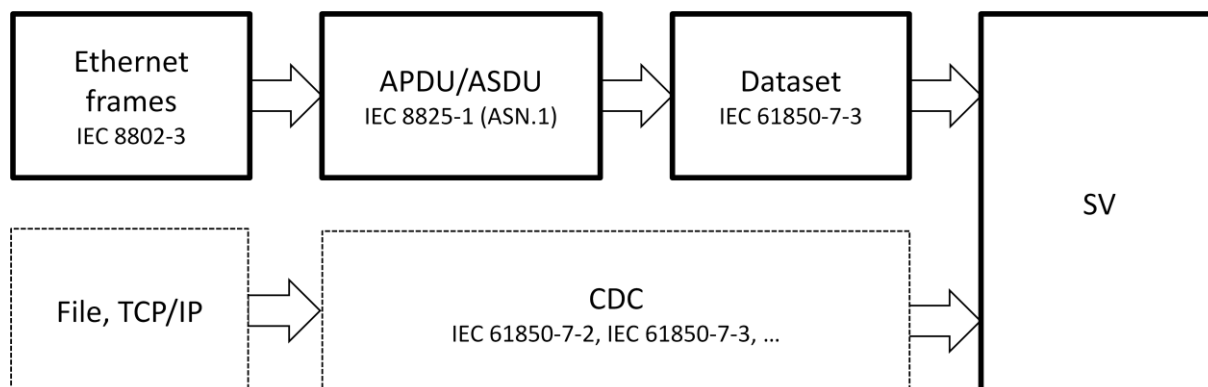 Ethernet
frames
IEC 8802-3
APDU/ASDU
IEC 8825-1 (ASN.1)
Dataset
IEC 61850-7-3
SV
File, TCP/IP
CDC
IEC 61850-7-2, IEC 61850-7-3, ...